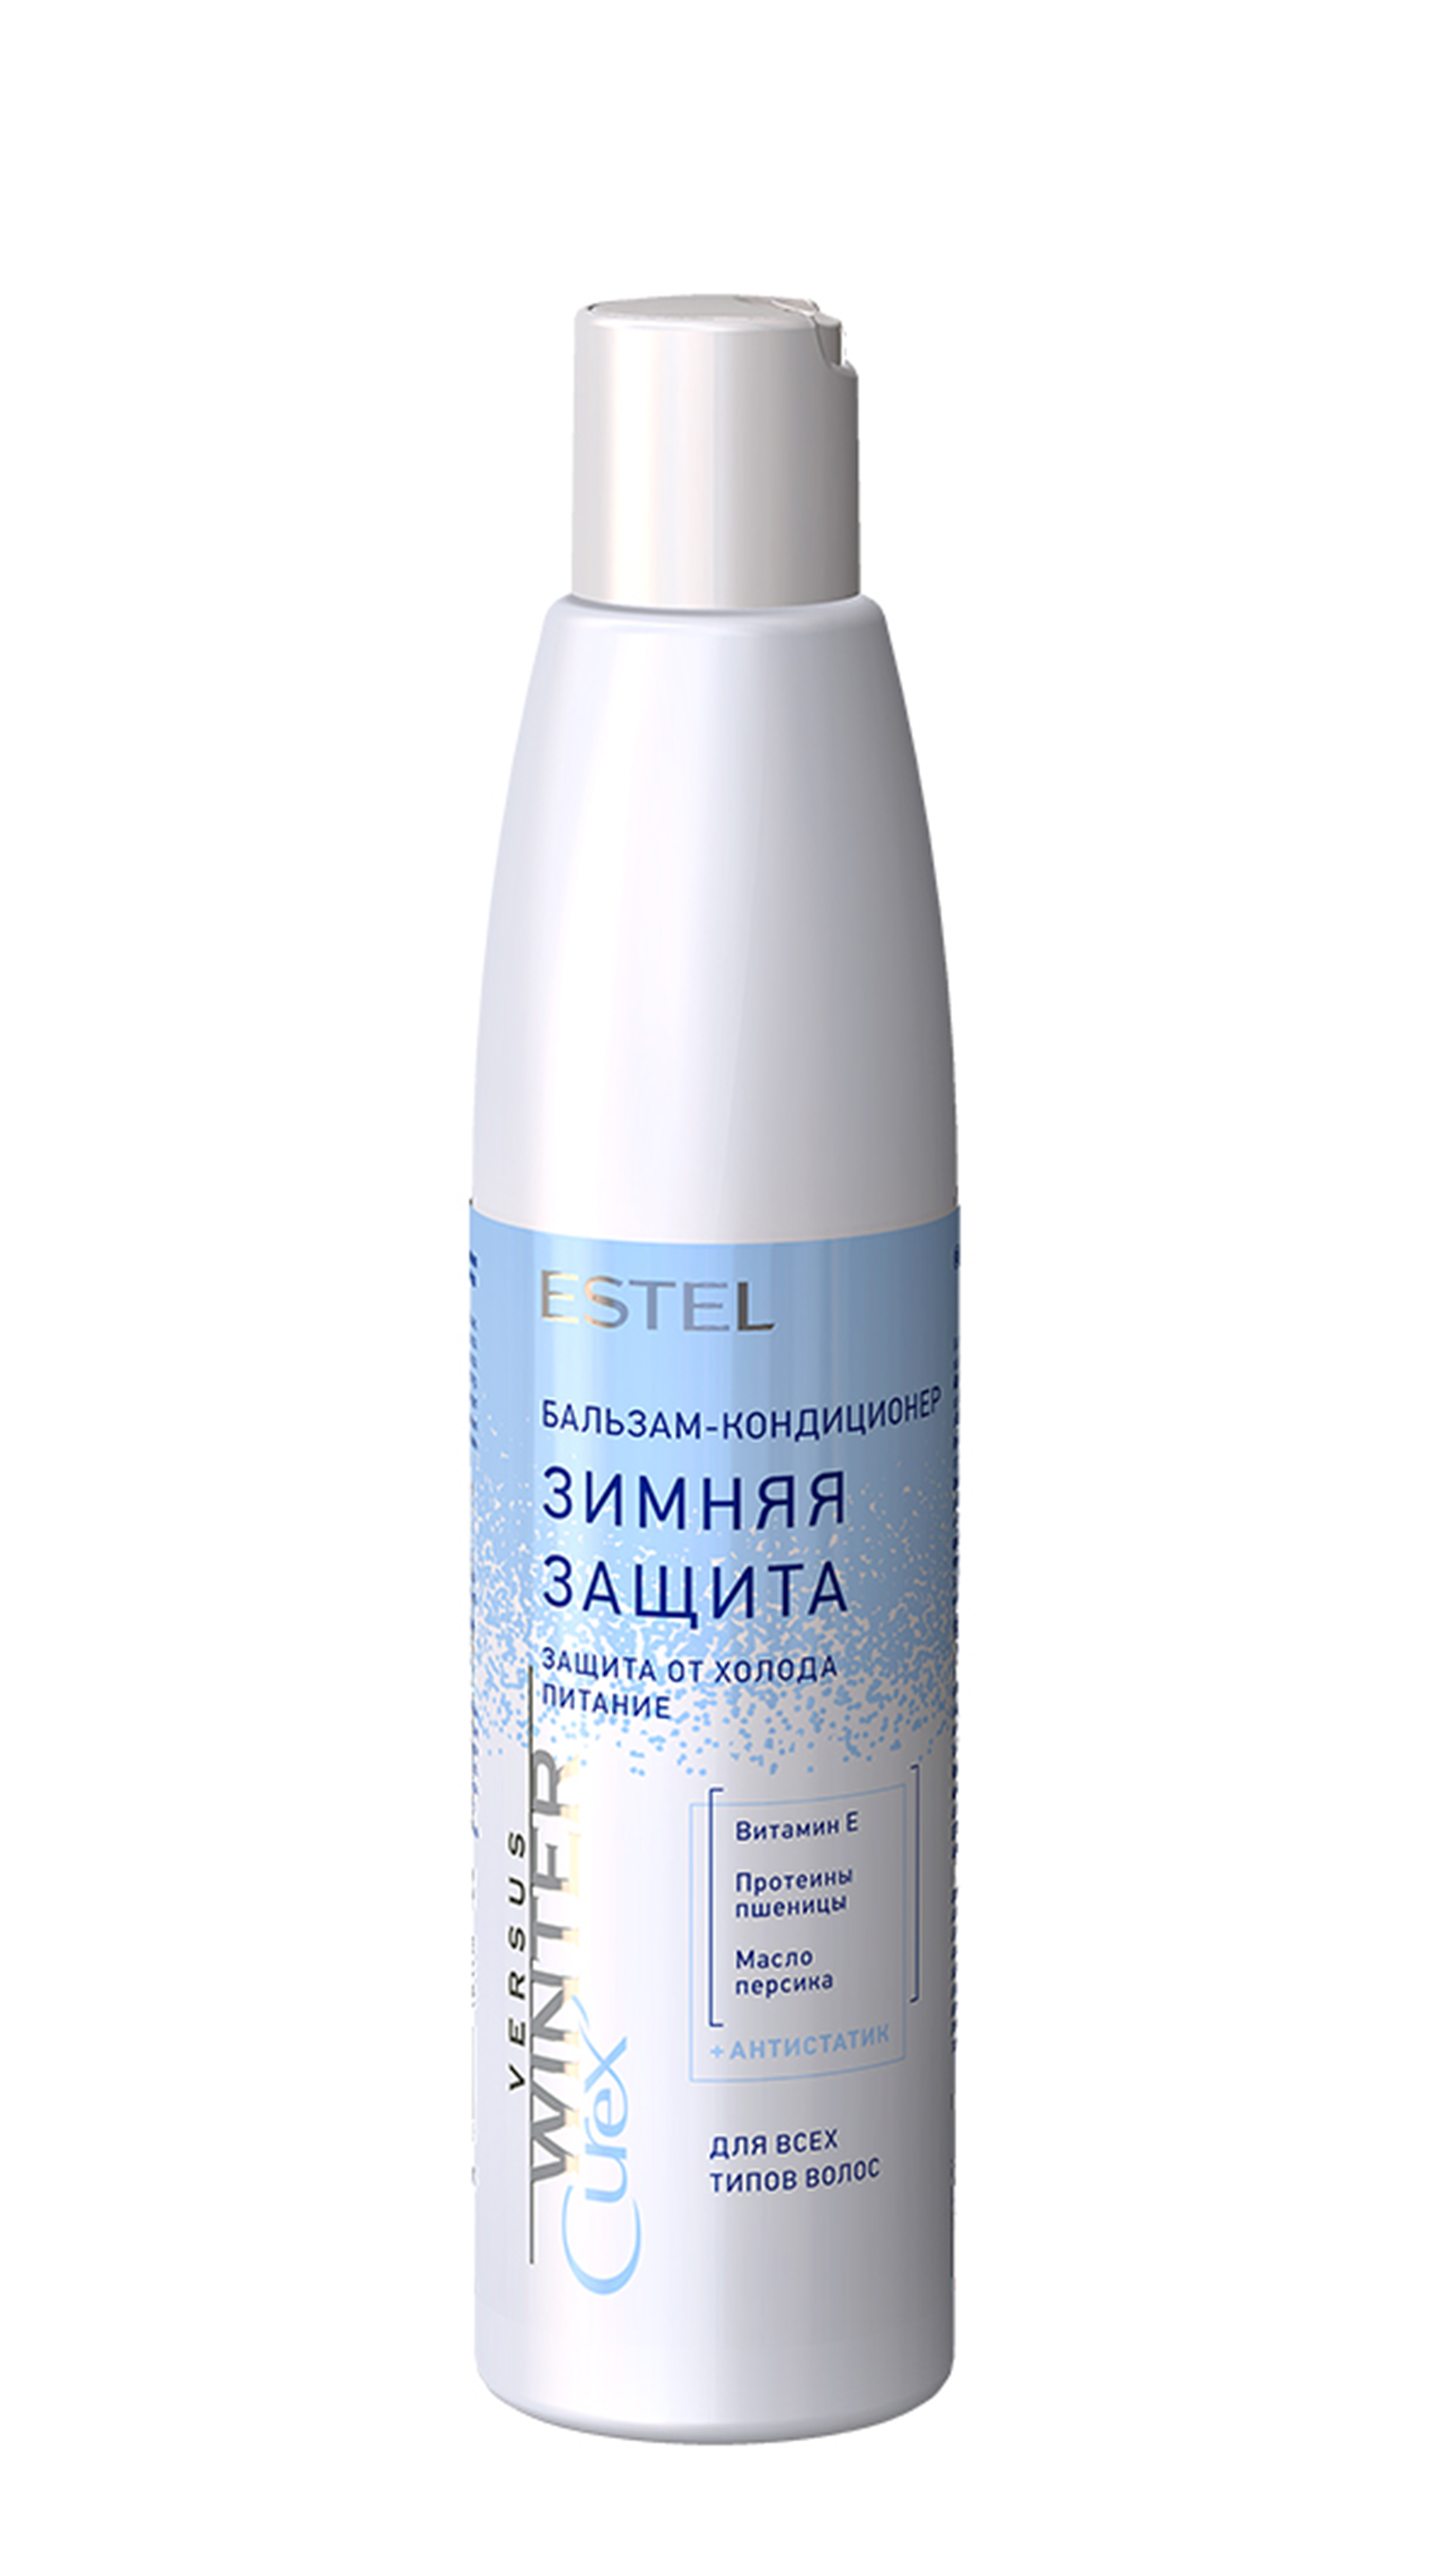 ESTEL
БАЛЬЗАМ-КОНДИЦИОНЕР
ЗИМНЯЯ
ЗАЩИТА
ЗАЩИТА ОТ ХОЛОДА
ПИТАНИЕ
VERSUS
WINTER
Curex
Витамин Е
Протеины
пшеницы
Масло
персика
+ АНТИСТАТИК
ДЛЯ ВСЕХ
ТИПОВ ВОЛОС